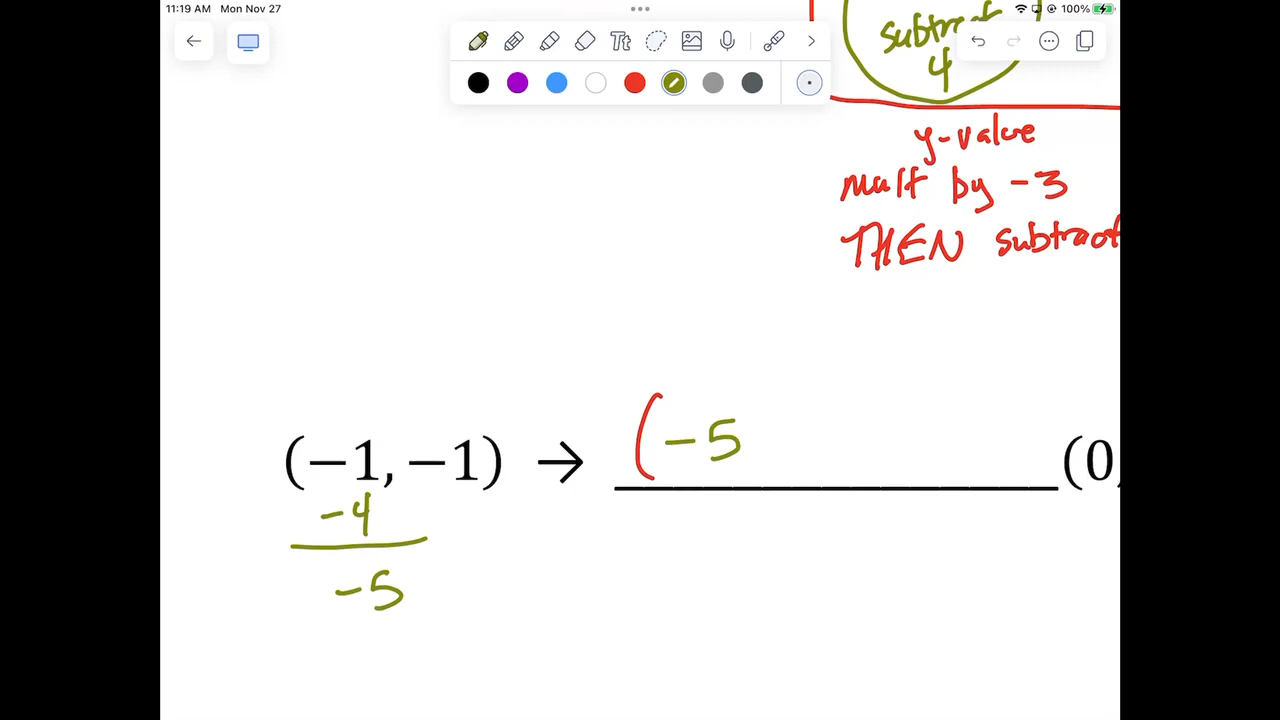 11:19 AM Mon Nov 27
100%
Tt
subtract
4
y-value
mult by -3
THEN subtract
(−1, −1) → (-5
(0,
-4
-5